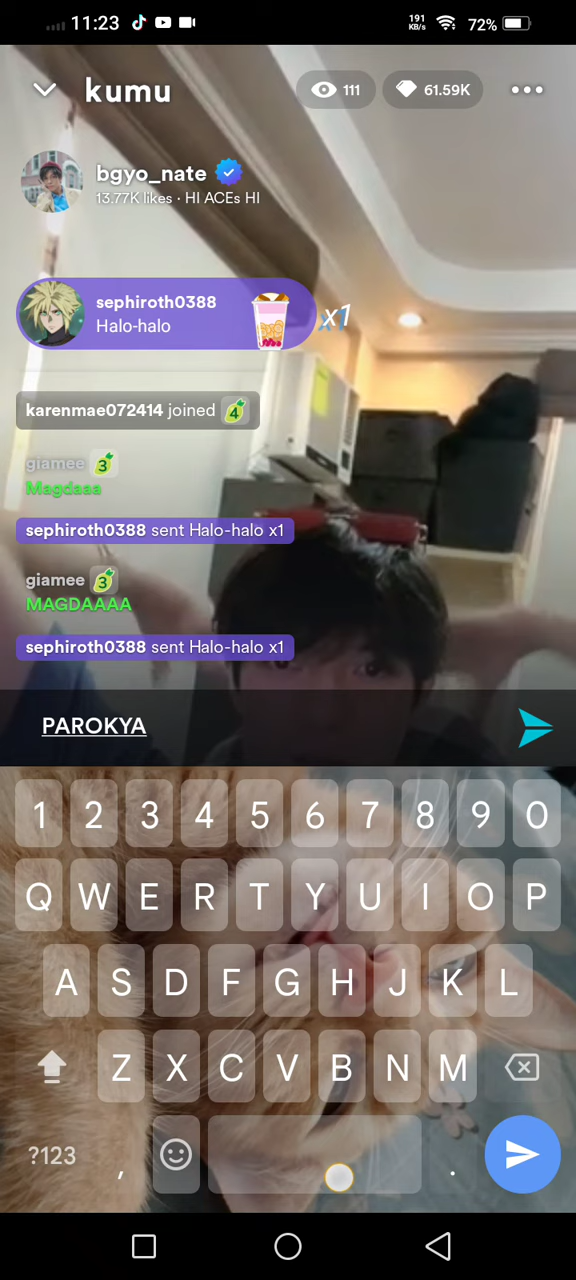 11:23
191
KB/s
72%
kumu
111
61.59K
bgyo_nate
13.77K likes · HI ACEs HI
sephiroth0388
Halo-halo
x1
karenmae072414 joined 4
giamee 3
Magdaaa
sephiroth0388 sent Halo-halo x1
giamee 3
MAGDAAAA
sephiroth0388 sent Halo-halo x1
PAROKYA
1 2 3 4 5 6 7 8 9 0
Q W E R T Y U I O P
A S D F G H J K L
Z X C V B N M
?123 , .